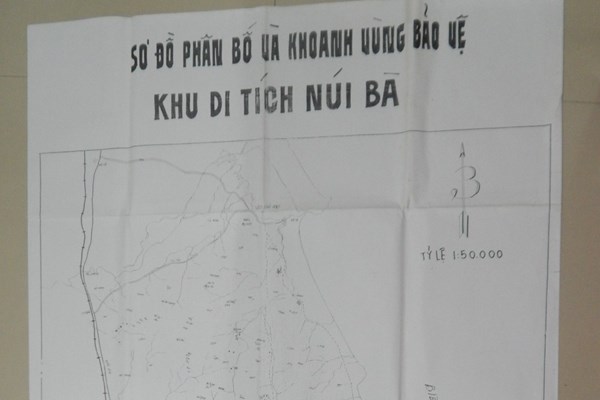 SƠ ĐỒ PHÂN BỐ VÀ KHOANH VÙNG BẢO VỆ
KHU DI TÍCH NÚI BÀ
B
TỶ LỆ 1:50.000